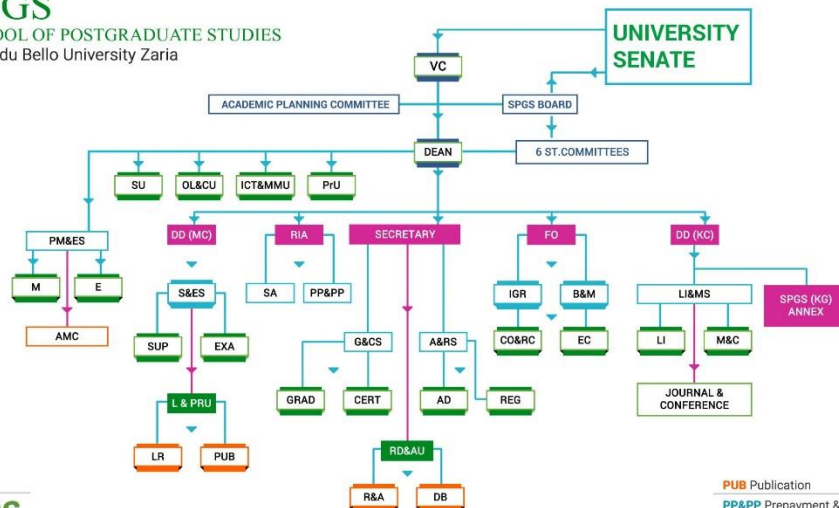 GS
OOL OF POSTGRADUATE STUDIES
du Bello University Zaria
UNIVERSITY
SENATE
VC
ACADEMIC PLANNING COMMITTEE
SPGS BOARD
DEAN
6 ST.COMMITTEES
SU
OL&CU
ICT&MMU
PrU
PM&ES
DD (MC)
RIA
SECRETARY
FO
DD (KC)
M
E
S&ES
SA
PP&PP
IGR
B&M
LI&MS
SPGS (KG)
ANNEX
AMC
SUP
EXA
G&CS
A&RS
CO&RC
EC
LI
M&C
L & PRU
GRAD
CERT
AD
REG
JOURNAL &
CONFERENCE
LR
PUB
RD&AU
R&A
DB
PUB Publication
PP&PP Prepayment &